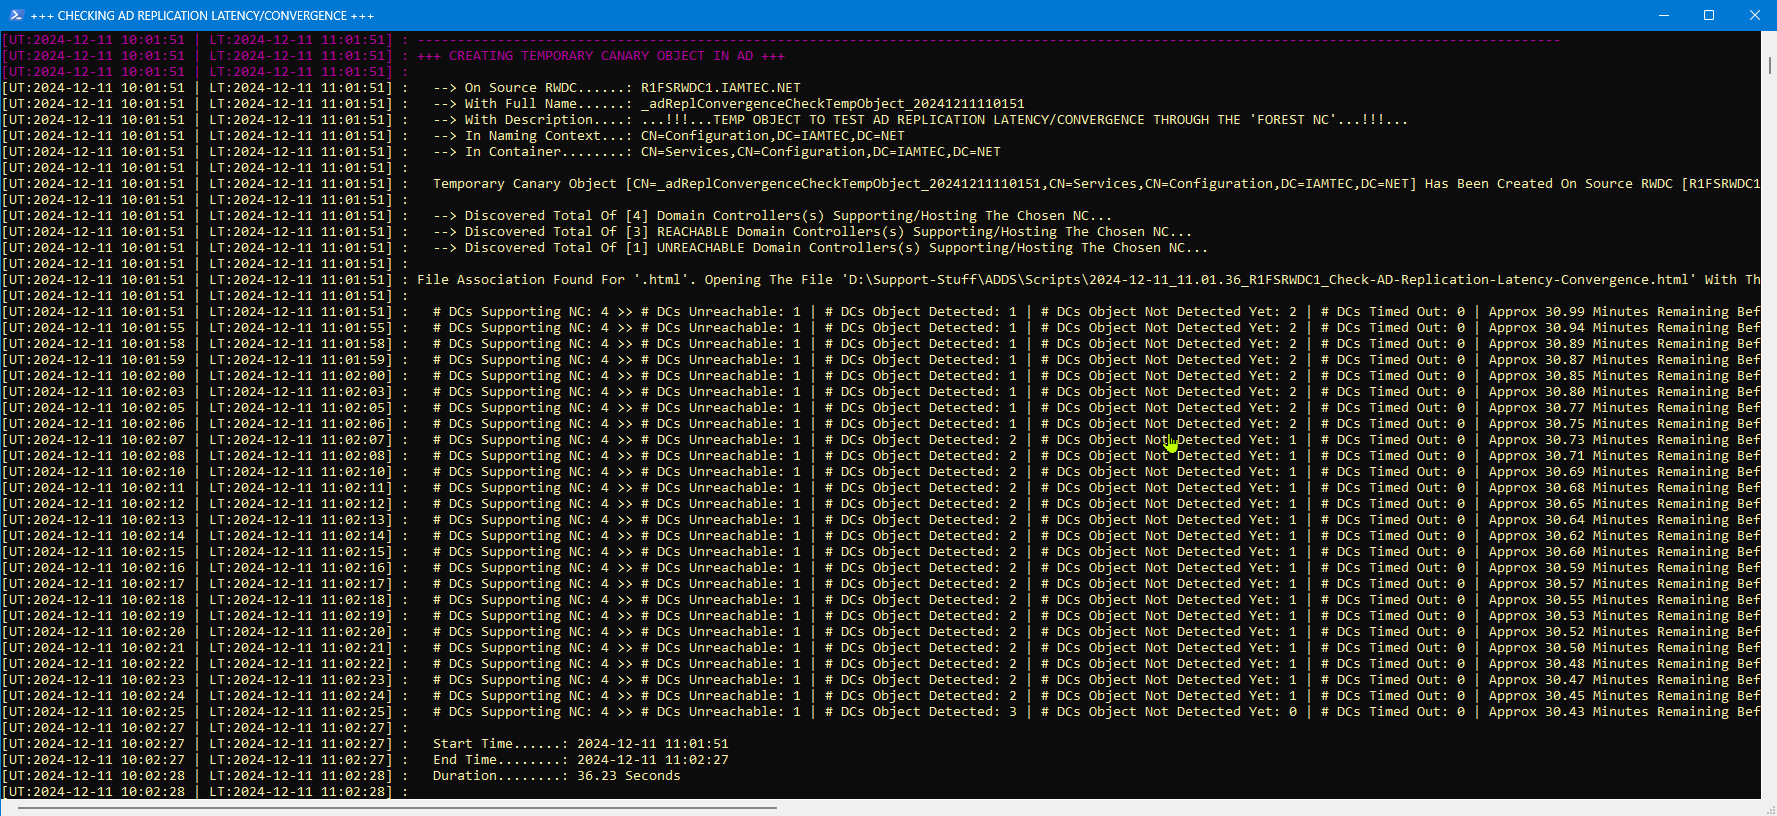 +++ CHECKING AD REPLICATION LATENCY/CONVERGENCE +++
[UT:2024-12-11 10:01:51 | LT:2024-12-11 11:01:51] : -----------------------------------------------------------------------------------------------------------------------------------------------
[UT:2024-12-11 10:01:51 | LT:2024-12-11 11:01:51] : +++ CREATING TEMPORARY CANARY OBJECT IN AD +++
[UT:2024-12-11 10:01:51 | LT:2024-12-11 11:01:51] :
[UT:2024-12-11 10:01:51 | LT:2024-12-11 11:01:51] :   --> On Source RWDC......: R1FSRWDC1.IAMTEC.NET
[UT:2024-12-11 10:01:51 | LT:2024-12-11 11:01:51] :   --> With Full Name......: _adReplConvergenceCheckTempObject_20241211110151
[UT:2024-12-11 10:01:51 | LT:2024-12-11 11:01:51] :   --> With Description....: ...!!!...TEMP OBJECT TO TEST AD REPLICATION LATENCY/CONVERGENCE THROUGH THE 'FOREST NC'...!!!...
[UT:2024-12-11 10:01:51 | LT:2024-12-11 11:01:51] :   --> In Naming Context...: CN=Configuration,DC=IAMTEC,DC=NET
[UT:2024-12-11 10:01:51 | LT:2024-12-11 11:01:51] :   --> In Container........: CN=Services,CN=Configuration,DC=IAMTEC,DC=NET
[UT:2024-12-11 10:01:51 | LT:2024-12-11 11:01:51] :
[UT:2024-12-11 10:01:51 | LT:2024-12-11 11:01:51] :   Temporary Canary Object [CN=_adReplConvergenceCheckTempObject_20241211110151,CN=Services,CN=Configuration,DC=IAMTEC,DC=NET] Has Been Created On Source RWDC [R1FSRWDC1
[UT:2024-12-11 10:01:51 | LT:2024-12-11 11:01:51] :
[UT:2024-12-11 10:01:51 | LT:2024-12-11 11:01:51] :   --> Discovered Total Of [4] Domain Controllers(s) Supporting/Hosting The Chosen NC...
[UT:2024-12-11 10:01:51 | LT:2024-12-11 11:01:51] :   --> Discovered Total Of [3] REACHABLE Domain Controllers(s) Supporting/Hosting The Chosen NC...
[UT:2024-12-11 10:01:51 | LT:2024-12-11 11:01:51] :   --> Discovered Total Of [1] UNREACHABLE Domain Controllers(s) Supporting/Hosting The Chosen NC...
[UT:2024-12-11 10:01:51 | LT:2024-12-11 11:01:51] :
[UT:2024-12-11 10:01:51 | LT:2024-12-11 11:01:51] : File Association Found For '.html'. Opening The File 'D:\Support-Stuff\ADDS\Scripts\2024-12-11_11.01.36_R1FSRWDC1_Check-AD-Replication-Latency-Convergence.html' With Th
[UT:2024-12-11 10:01:51 | LT:2024-12-11 11:01:51] :
[UT:2024-12-11 10:01:51 | LT:2024-12-11 11:01:51] :   # DCs Supporting NC: 4 >> # DCs Unreachable: 1 | # DCs Object Detected: 1 | # DCs Object Not Detected Yet: 2 | # DCs Timed Out: 0 | Approx 30.99 Minutes Remaining Bef
[UT:2024-12-11 10:01:55 | LT:2024-12-11 11:01:55] :   # DCs Supporting NC: 4 >> # DCs Unreachable: 1 | # DCs Object Detected: 1 | # DCs Object Not Detected Yet: 2 | # DCs Timed Out: 0 | Approx 30.94 Minutes Remaining Bef
[UT:2024-12-11 10:01:58 | LT:2024-12-11 11:01:58] :   # DCs Supporting NC: 4 >> # DCs Unreachable: 1 | # DCs Object Detected: 1 | # DCs Object Not Detected Yet: 2 | # DCs Timed Out: 0 | Approx 30.89 Minutes Remaining Bef
[UT:2024-12-11 10:01:59 | LT:2024-12-11 11:01:59] :   # DCs Supporting NC: 4 >> # DCs Unreachable: 1 | # DCs Object Detected: 1 | # DCs Object Not Detected Yet: 2 | # DCs Timed Out: 0 | Approx 30.87 Minutes Remaining Bef
[UT:2024-12-11 10:02:00 | LT:2024-12-11 11:02:00] :   # DCs Supporting NC: 4 >> # DCs Unreachable: 1 | # DCs Object Detected: 1 | # DCs Object Not Detected Yet: 2 | # DCs Timed Out: 0 | Approx 30.85 Minutes Remaining Bef
[UT:2024-12-11 10:02:03 | LT:2024-12-11 11:02:03] :   # DCs Supporting NC: 4 >> # DCs Unreachable: 1 | # DCs Object Detected: 1 | # DCs Object Not Detected Yet: 2 | # DCs Timed Out: 0 | Approx 30.80 Minutes Remaining Bef
[UT:2024-12-11 10:02:05 | LT:2024-12-11 11:02:05] :   # DCs Supporting NC: 4 >> # DCs Unreachable: 1 | # DCs Object Detected: 1 | # DCs Object Not Detected Yet: 2 | # DCs Timed Out: 0 | Approx 30.77 Minutes Remaining Bef
[UT:2024-12-11 10:02:06 | LT:2024-12-11 11:02:06] :   # DCs Supporting NC: 4 >> # DCs Unreachable: 1 | # DCs Object Detected: 1 | # DCs Object Not Detected Yet: 2 | # DCs Timed Out: 0 | Approx 30.75 Minutes Remaining Bef
[UT:2024-12-11 10:02:07 | LT:2024-12-11 11:02:07] :   # DCs Supporting NC: 4 >> # DCs Unreachable: 1 | # DCs Object Detected: 2 | # DCs Object Not Detected Yet: 1 | # DCs Timed Out: 0 | Approx 30.73 Minutes Remaining Bef
[UT:2024-12-11 10:02:08 | LT:2024-12-11 11:02:08] :   # DCs Supporting NC: 4 >> # DCs Unreachable: 1 | # DCs Object Detected: 2 | # DCs Object Not Detected Yet: 1 | # DCs Timed Out: 0 | Approx 30.71 Minutes Remaining Bef
[UT:2024-12-11 10:02:10 | LT:2024-12-11 11:02:10] :   # DCs Supporting NC: 4 >> # DCs Unreachable: 1 | # DCs Object Detected: 2 | # DCs Object Not Detected Yet: 1 | # DCs Timed Out: 0 | Approx 30.69 Minutes Remaining Bef
[UT:2024-12-11 10:02:11 | LT:2024-12-11 11:02:11] :   # DCs Supporting NC: 4 >> # DCs Unreachable: 1 | # DCs Object Detected: 2 | # DCs Object Not Detected Yet: 1 | # DCs Timed Out: 0 | Approx 30.68 Minutes Remaining Bef
[UT:2024-12-11 10:02:12 | LT:2024-12-11 11:02:12] :   # DCs Supporting NC: 4 >> # DCs Unreachable: 1 | # DCs Object Detected: 2 | # DCs Object Not Detected Yet: 1 | # DCs Timed Out: 0 | Approx 30.65 Minutes Remaining Bef
[UT:2024-12-11 10:02:13 | LT:2024-12-11 11:02:13] :   # DCs Supporting NC: 4 >> # DCs Unreachable: 1 | # DCs Object Detected: 2 | # DCs Object Not Detected Yet: 1 | # DCs Timed Out: 0 | Approx 30.64 Minutes Remaining Bef
[UT:2024-12-11 10:02:14 | LT:2024-12-11 11:02:14] :   # DCs Supporting NC: 4 >> # DCs Unreachable: 1 | # DCs Object Detected: 2 | # DCs Object Not Detected Yet: 1 | # DCs Timed Out: 0 | Approx 30.62 Minutes Remaining Bef
[UT:2024-12-11 10:02:15 | LT:2024-12-11 11:02:15] :   # DCs Supporting NC: 4 >> # DCs Unreachable: 1 | # DCs Object Detected: 2 | # DCs Object Not Detected Yet: 1 | # DCs Timed Out: 0 | Approx 30.60 Minutes Remaining Bef
[UT:2024-12-11 10:02:16 | LT:2024-12-11 11:02:16] :   # DCs Supporting NC: 4 >> # DCs Unreachable: 1 | # DCs Object Detected: 2 | # DCs Object Not Detected Yet: 1 | # DCs Timed Out: 0 | Approx 30.59 Minutes Remaining Bef
[UT:2024-12-11 10:02:17 | LT:2024-12-11 11:02:17] :   # DCs Supporting NC: 4 >> # DCs Unreachable: 1 | # DCs Object Detected: 2 | # DCs Object Not Detected Yet: 1 | # DCs Timed Out: 0 | Approx 30.57 Minutes Remaining Bef
[UT:2024-12-11 10:02:18 | LT:2024-12-11 11:02:18] :   # DCs Supporting NC: 4 >> # DCs Unreachable: 1 | # DCs Object Detected: 2 | # DCs Object Not Detected Yet: 1 | # DCs Timed Out: 0 | Approx 30.55 Minutes Remaining Bef
[UT:2024-12-11 10:02:19 | LT:2024-12-11 11:02:19] :   # DCs Supporting NC: 4 >> # DCs Unreachable: 1 | # DCs Object Detected: 2 | # DCs Object Not Detected Yet: 1 | # DCs Timed Out: 0 | Approx 30.53 Minutes Remaining Bef
[UT:2024-12-11 10:02:20 | LT:2024-12-11 11:02:20] :   # DCs Supporting NC: 4 >> # DCs Unreachable: 1 | # DCs Object Detected: 2 | # DCs Object Not Detected Yet: 1 | # DCs Timed Out: 0 | Approx 30.52 Minutes Remaining Bef
[UT:2024-12-11 10:02:21 | LT:2024-12-11 11:02:21] :   # DCs Supporting NC: 4 >> # DCs Unreachable: 1 | # DCs Object Detected: 2 | # DCs Object Not Detected Yet: 1 | # DCs Timed Out: 0 | Approx 30.50 Minutes Remaining Bef
[UT:2024-12-11 10:02:22 | LT:2024-12-11 11:02:22] :   # DCs Supporting NC: 4 >> # DCs Unreachable: 1 | # DCs Object Detected: 2 | # DCs Object Not Detected Yet: 1 | # DCs Timed Out: 0 | Approx 30.48 Minutes Remaining Bef
[UT:2024-12-11 10:02:23 | LT:2024-12-11 11:02:23] :   # DCs Supporting NC: 4 >> # DCs Unreachable: 1 | # DCs Object Detected: 2 | # DCs Object Not Detected Yet: 1 | # DCs Timed Out: 0 | Approx 30.47 Minutes Remaining Bef
[UT:2024-12-11 10:02:24 | LT:2024-12-11 11:02:24] :   # DCs Supporting NC: 4 >> # DCs Unreachable: 1 | # DCs Object Detected: 2 | # DCs Object Not Detected Yet: 1 | # DCs Timed Out: 0 | Approx 30.45 Minutes Remaining Bef
[UT:2024-12-11 10:02:25 | LT:2024-12-11 11:02:25] :   # DCs Supporting NC: 4 >> # DCs Unreachable: 1 | # DCs Object Detected: 3 | # DCs Object Not Detected Yet: 0 | # DCs Timed Out: 0 | Approx 30.43 Minutes Remaining Bef
[UT:2024-12-11 10:02:27 | LT:2024-12-11 11:02:27] :
[UT:2024-12-11 10:02:27 | LT:2024-12-11 11:02:27] :   Start Time......: 2024-12-11 11:01:51
[UT:2024-12-11 10:02:27 | LT:2024-12-11 11:02:27] :   End Time........: 2024-12-11 11:02:27
[UT:2024-12-11 10:02:28 | LT:2024-12-11 11:02:28] :   Duration........: 36.23 Seconds
[UT:2024-12-11 10:02:28 | LT:2024-12-11 11:02:28] :